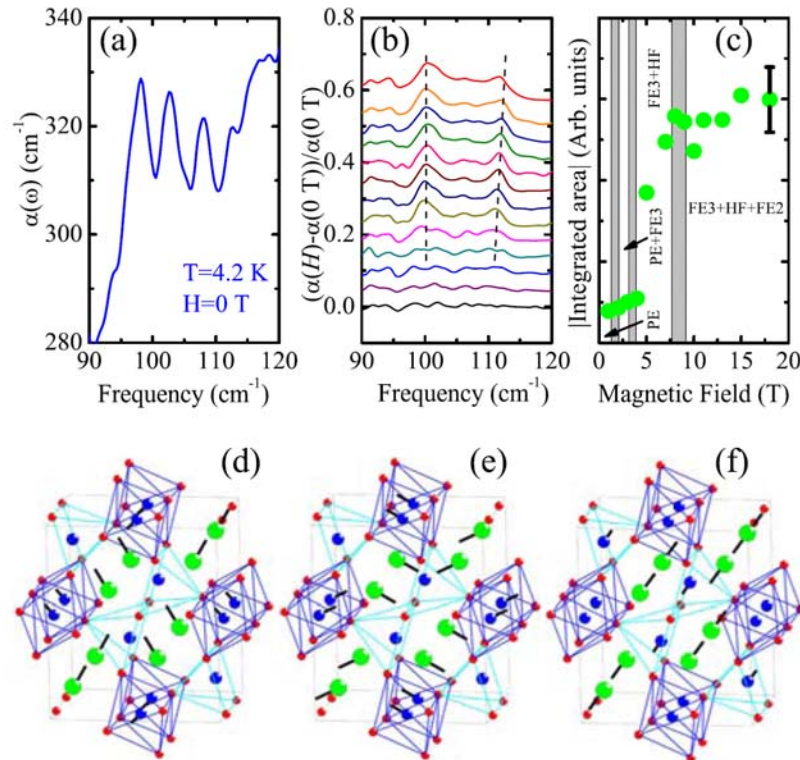 (a)
α(ω) (cm⁻¹)
340
320
300
280
T=4.2 K
H=0 T
90 100 110 120
Frequency (cm⁻¹)
(b)
(α(H)-α(0 T))/α(0 T)
0.8
0.6
0.4
0.2
0.0
90 100 110 120
Frequency (cm⁻¹)
(c)
|Integrated area| (Arb. units)
FE3+HF
FE3+HF+FE2
PE+FE3
PE
0 5 10 15 20
Magnetic Field (T)
(d)
(e)
(f)